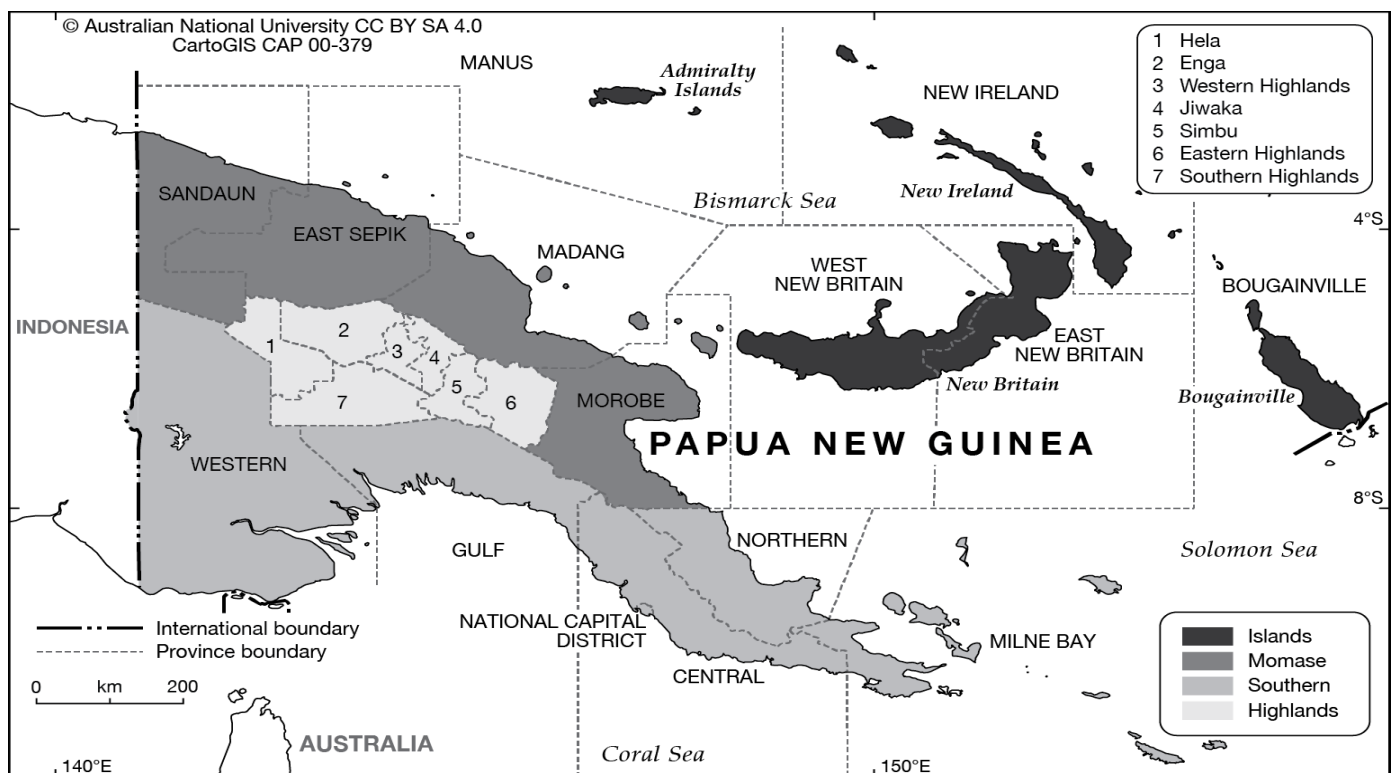 © Australian National University CC BY SA 4.0
CartoGIS CAP 00-379
MANUS
Admiralty
Islands
NEW IRELAND
1 Hela
2 Enga
3 Western Highlands
4 Jiwaka
5 Simbu
6 Eastern Highlands
7 Southern Highlands
SANDAUN
New Ireland
Bismarck Sea
4°S
EAST SEPIK
MADANG
WEST
NEW BRITAIN
BOUGAINVILLE
INDONESIA
1
2
3
4
5
6
7
EAST
NEW BRITAIN
New Britain
Bougainville
MOROBE
PAPUA NEW GUINEA
WESTERN
8°S
GULF
NORTHERN
Solomon Sea
NATIONAL CAPITAL
DISTRICT
MILNE BAY
CENTRAL
International boundary
Province boundary
0 km 200
Islands
Momase
Southern
Highlands
AUSTRALIA
Coral Sea
140°E
150°E